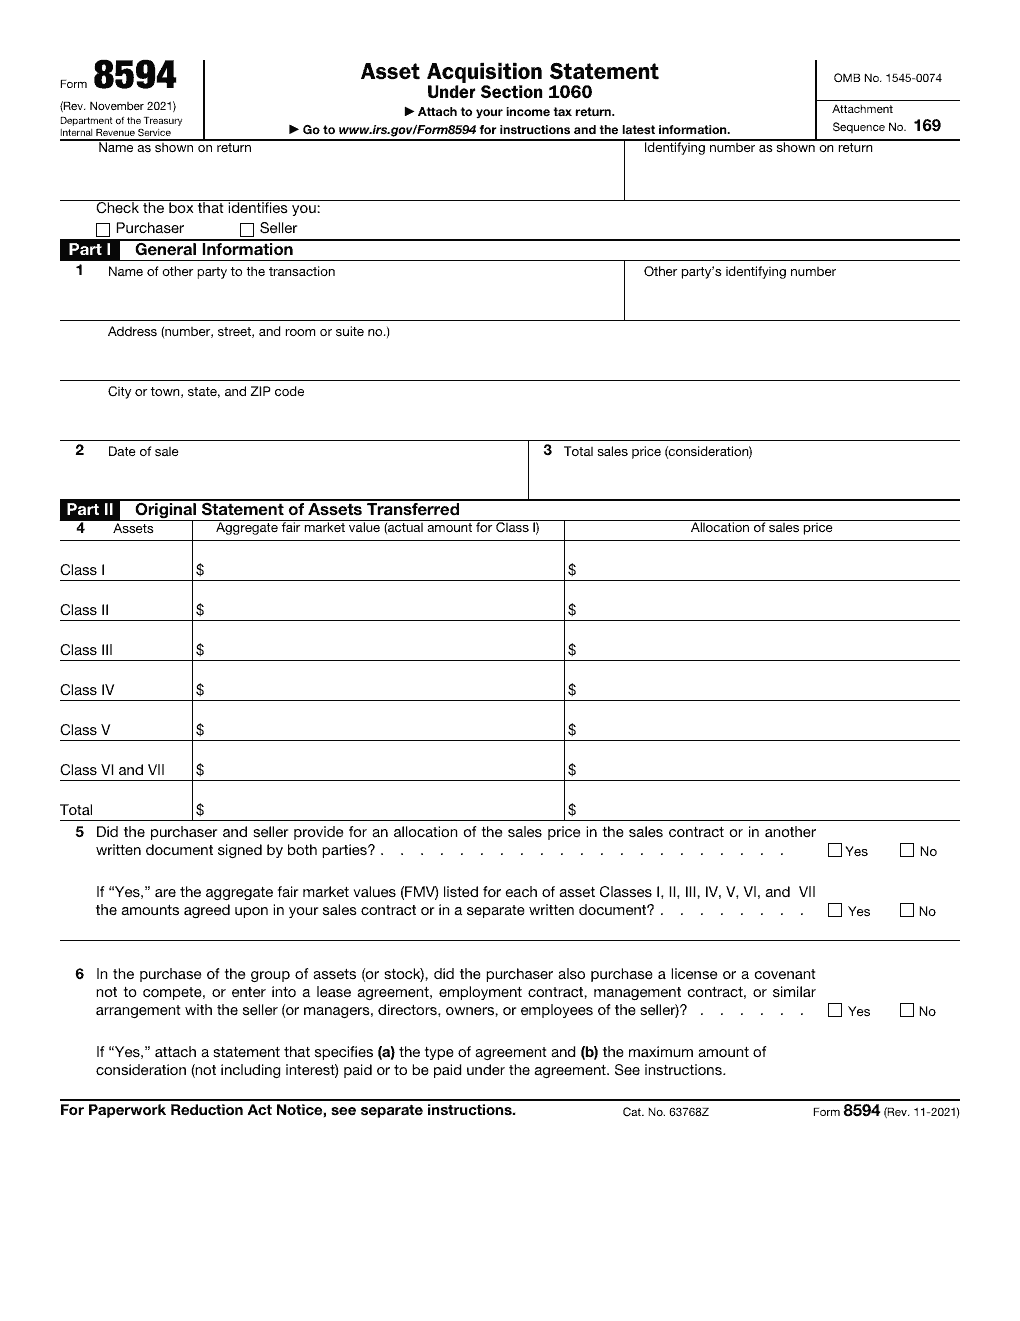 Form 8594
(Rev. November 2021)
Department of the Treasury
Internal Revenue Service
Asset Acquisition Statement
Under Section 1060
▶ Attach to your income tax return.
▶ Go to www.irs.gov/Form8594 for instructions and the latest information.
OMB No. 1545-0074
Attachment
Sequence No. 169
Name as shown on return
Identifying number as shown on return
Check the box that identifies you:
Purchaser Seller
Part I General Information
1 Name of other party to the transaction
Other party’s identifying number
Address (number, street, and room or suite no.)
City or town, state, and ZIP code
2 Date of sale
3 Total sales price (consideration)
Part II Original Statement of Assets Transferred
4 Assets Aggregate fair market value (actual amount for Class I) Allocation of sales price
Class I $ $
Class II $ $
Class III $ $
Class IV $ $
Class V $ $
Class VI and VII $ $
Total $ $
5 Did the purchaser and seller provide for an allocation of the sales price in the sales contract or in another
written document signed by both parties? . . . . . . . . . . . . . . . . . . . . . Yes No
If “Yes,” are the aggregate fair market values (FMV) listed for each of asset Classes I, II, III, IV, V, VI, and VII
the amounts agreed upon in your sales contract or in a separate written document? . . . . . . . . Yes No
6 In the purchase of the group of assets (or stock), did the purchaser also purchase a license or a covenant
not to compete, or enter into a lease agreement, employment contract, management contract, or similar
arrangement with the seller (or managers, directors, owners, or employees of the seller)? . . . . . . Yes No
If “Yes,” attach a statement that specifies (a) the type of agreement and (b) the maximum amount of
consideration (not including interest) paid or to be paid under the agreement. See instructions.
For Paperwork Reduction Act Notice, see separate instructions. Cat. No. 63768Z Form 8594 (Rev. 11-2021)